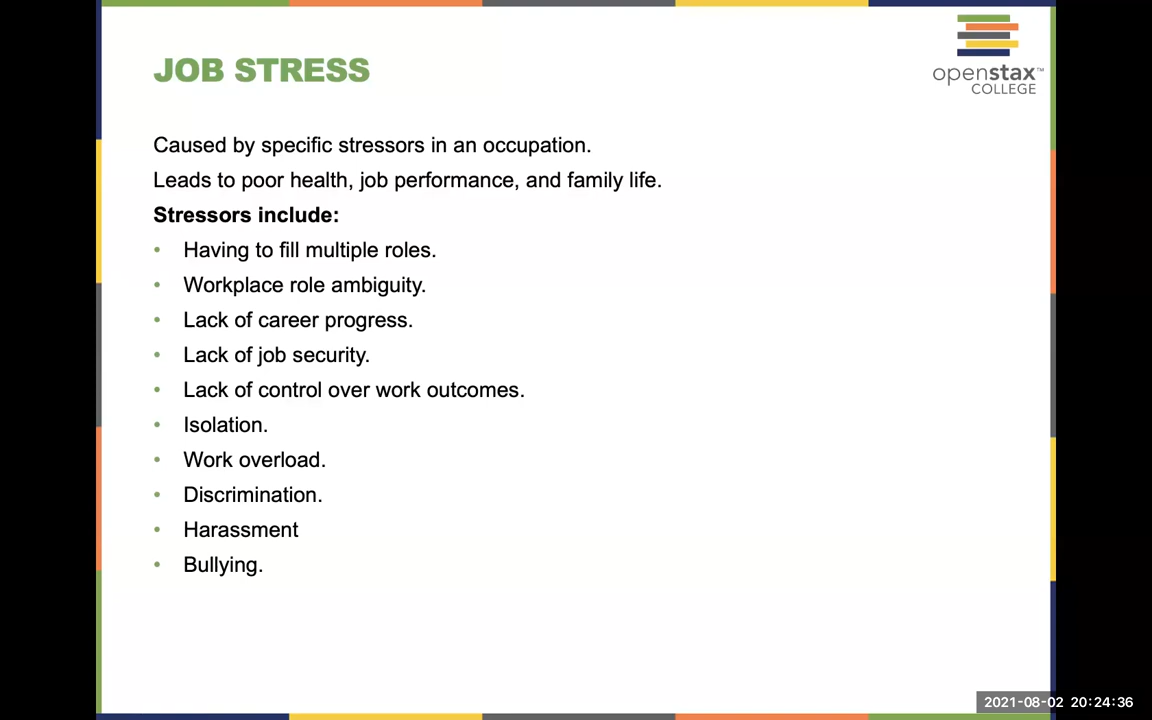 JOB STRESS
openstax™
COLLEGE
Caused by specific stressors in an occupation.
Leads to poor health, job performance, and family life.
Stressors include:
• Having to fill multiple roles.
• Workplace role ambiguity.
• Lack of career progress.
• Lack of job security.
• Lack of control over work outcomes.
• Isolation.
• Work overload.
• Discrimination.
• Harassment
• Bullying.
2021-08-02 20:24:36